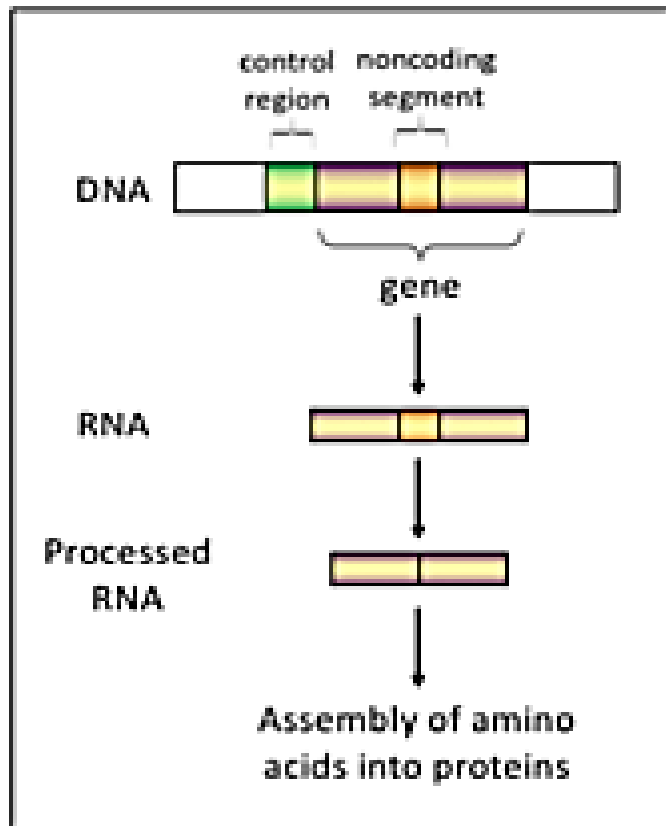 control
region
noncoding
segment
DNA
gene
RNA
Processed
RNA
Assembly of amino
acids into proteins